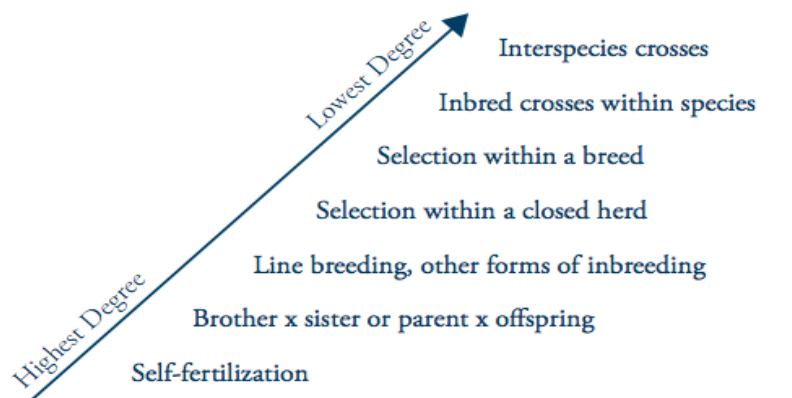 Lowest Degree
Interspecies crosses
Inbred crosses within species
Selection within a breed
Selection within a closed herd
Line breeding, other forms of inbreeding
Highest Degree
Brother x sister or parent x offspring
Self-fertilization